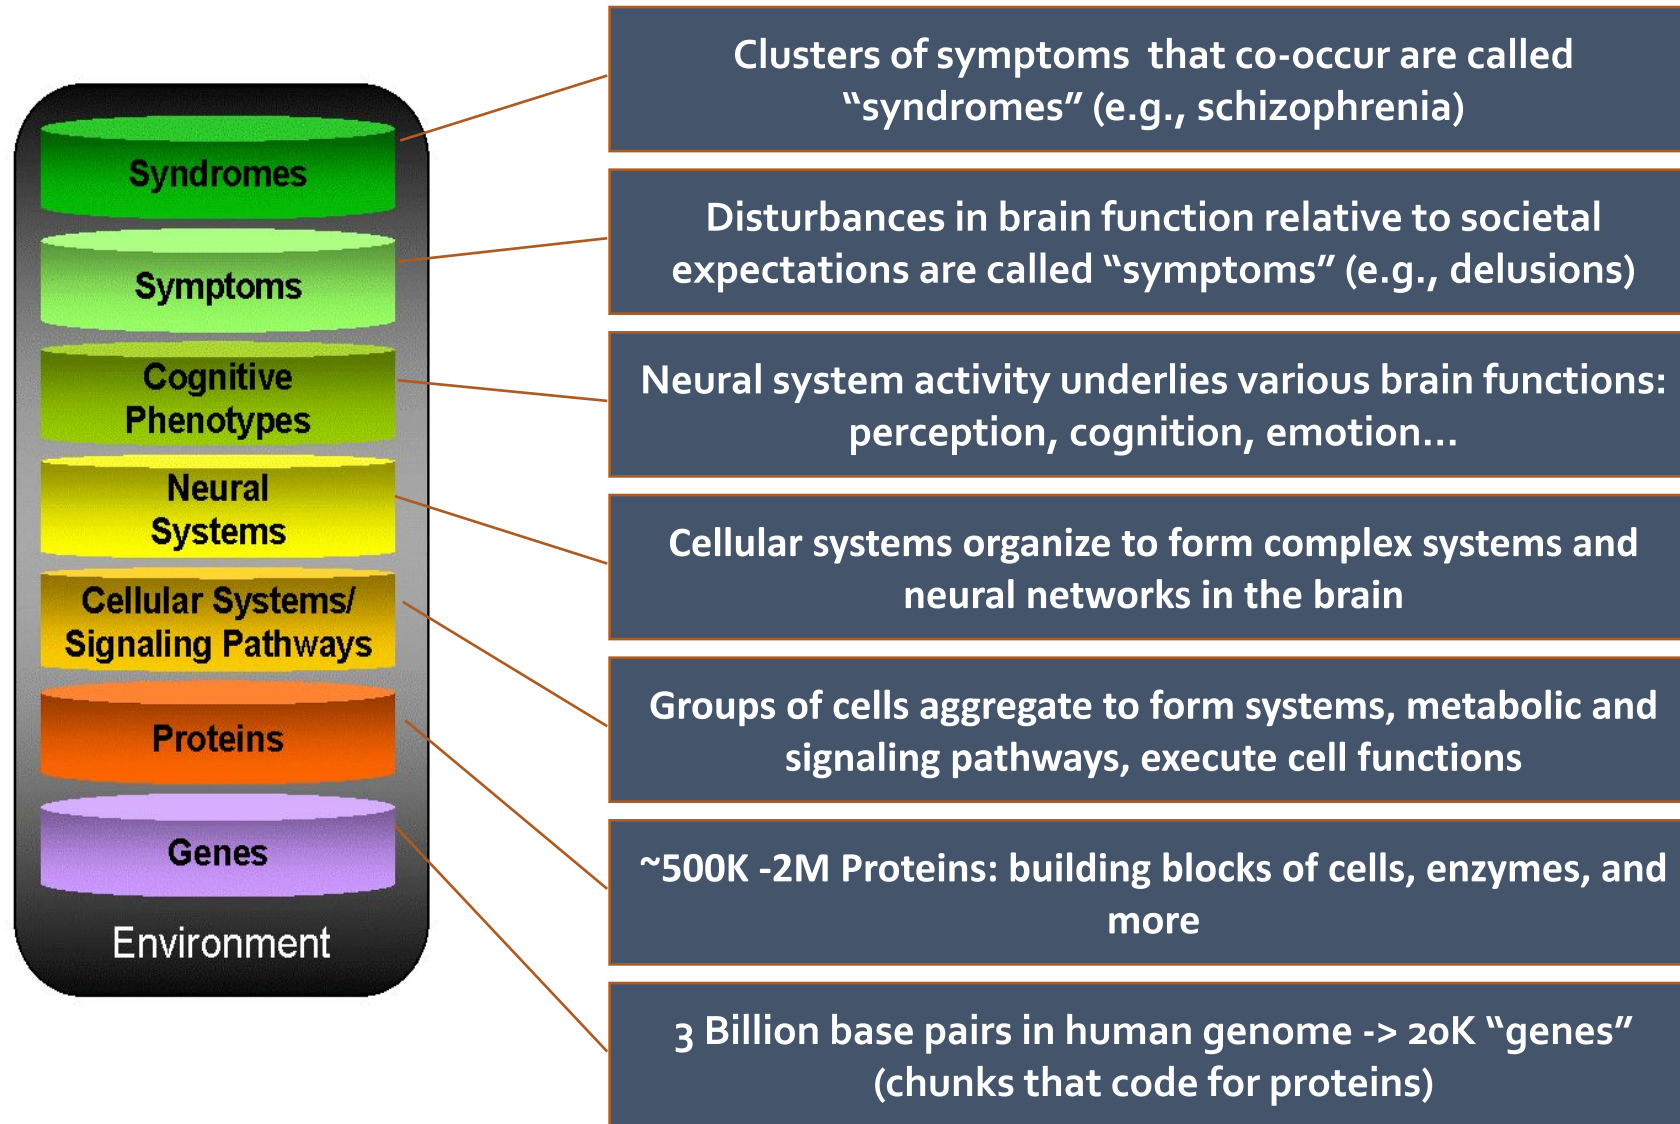 Syndromes
Symptoms
Cognitive
Phenotypes
Neural
Systems
Cellular Systems/
Signaling Pathways
Proteins
Genes
Environment
Clusters of symptoms  that co-occur are called
“syndromes” (e.g., schizophrenia)
Disturbances in brain function relative to societal
expectations are called “symptoms” (e.g., delusions)
Neural system activity underlies various brain functions:
perception, cognition, emotion...
Cellular systems organize to form complex systems and
neural networks in the brain
Groups of cells aggregate to form systems, metabolic and
signaling pathways, execute cell functions
~500K -2M Proteins: building blocks of cells, enzymes, and
more
3 Billion base pairs in human genome -> 20K “genes”
(chunks that code for proteins)